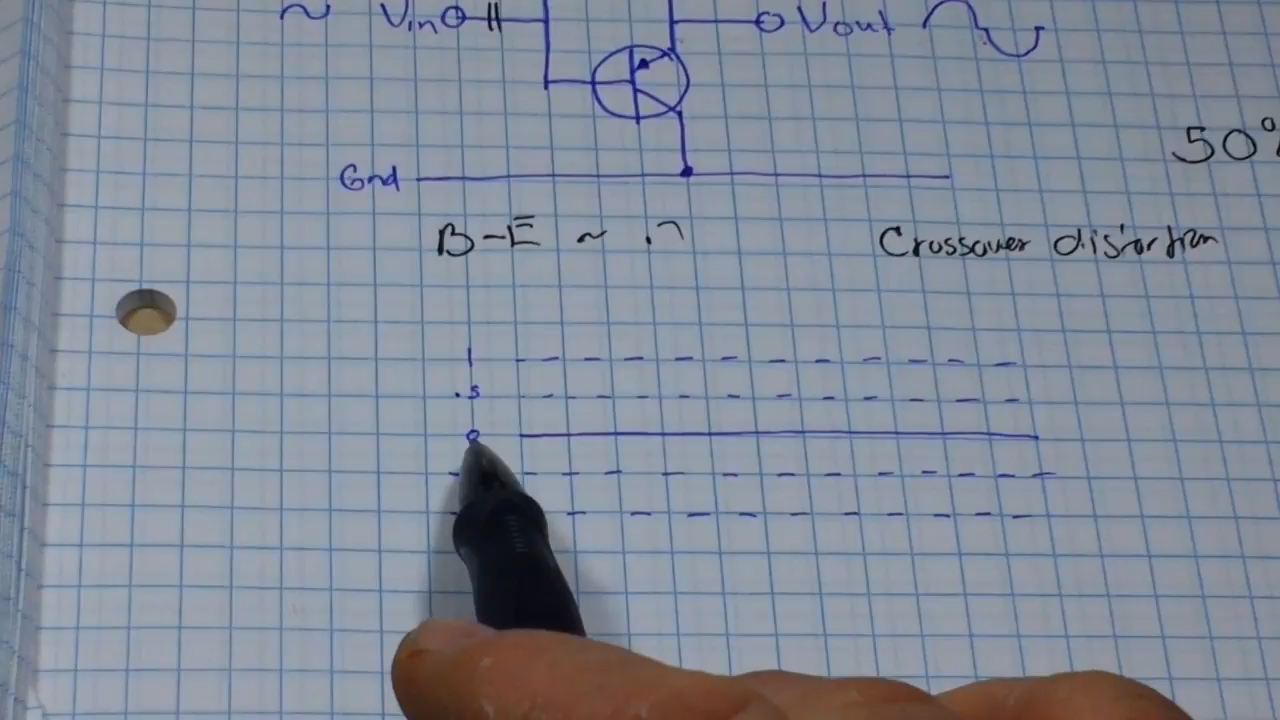 ~ Vin Vout
50%
Gnd
B-E ~ .7
Crossover distortion
1
.5
0